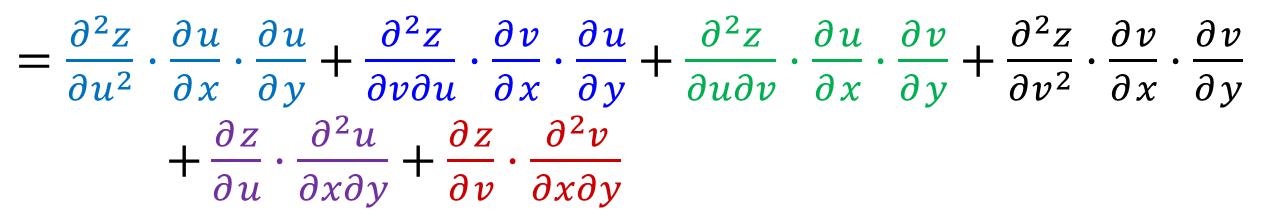 = ∂²z/∂u² · ∂u/∂x · ∂u/∂y + ∂²z/∂v∂u · ∂v/∂x · ∂u/∂y + ∂²z/∂u∂v · ∂u/∂x · ∂v/∂y + ∂²z/∂v² · ∂v/∂x · ∂v/∂y
+ ∂z/∂u · ∂²u/∂x∂y + ∂z/∂v · ∂²v/∂x∂y